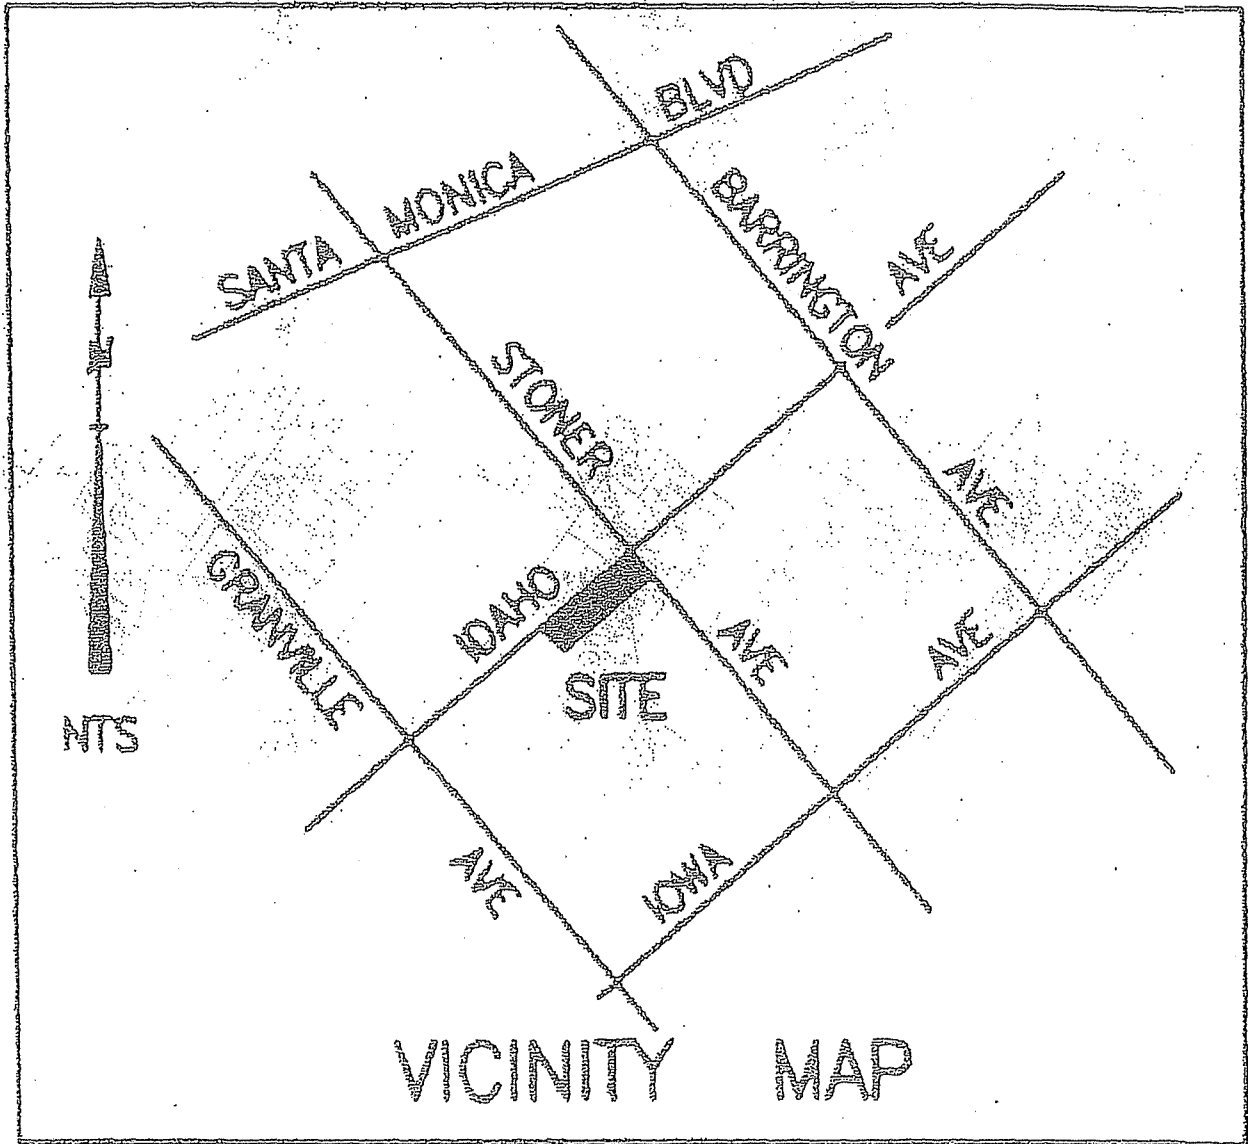 SANTA MONICA BLVD
BARRINGTON AVE
STONER AVE
GRANVILLE AVE
IDAHO AVE
IOWA AVE
SITE
N
NTS
VICINITY MAP